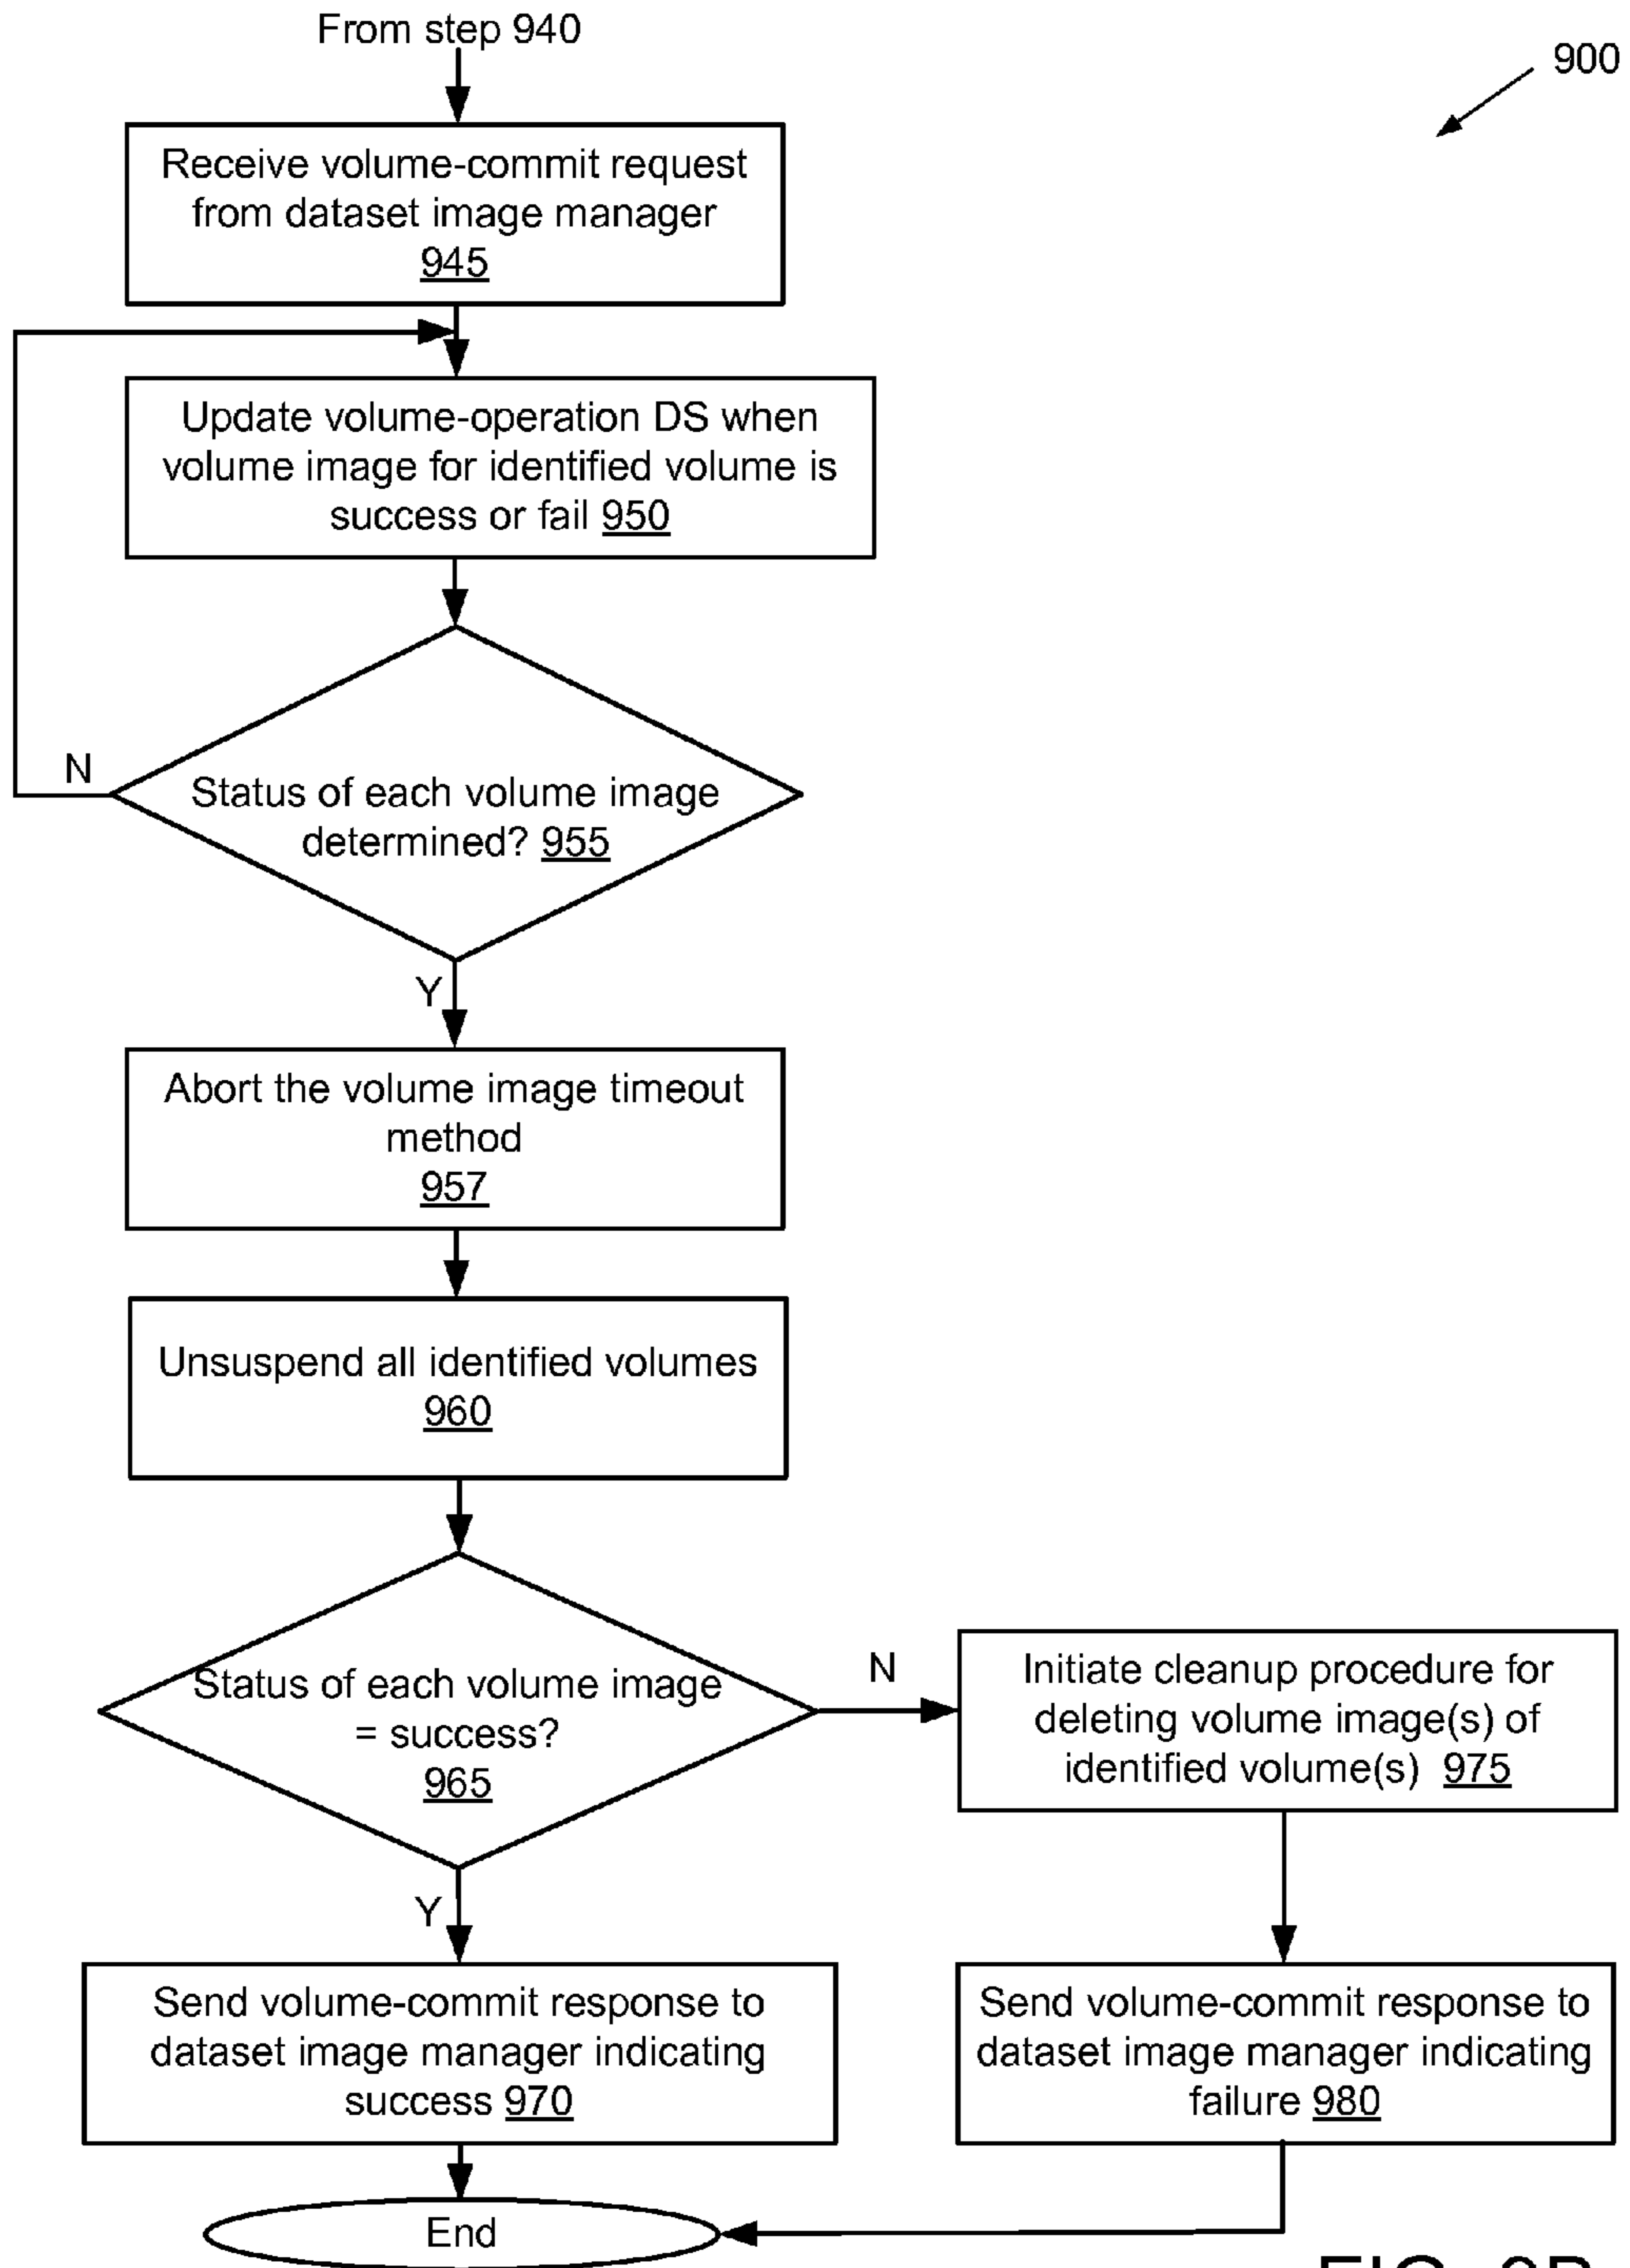 From step 940
900
Receive volume-commit request
from dataset image manager
945
Update volume-operation DS when
volume image for identified volume is
success or fail 950
N
Status of each volume image
determined? 955
Y
Abort the volume image timeout
method
957
Unsuspend all identified volumes
960
Status of each volume image
= success?
965
N
Initiate cleanup procedure for
deleting volume image(s) of
identified volume(s) 975
Y
Send volume-commit response to
dataset image manager indicating
success 970
Send volume-commit response to
dataset image manager indicating
failure 980
End